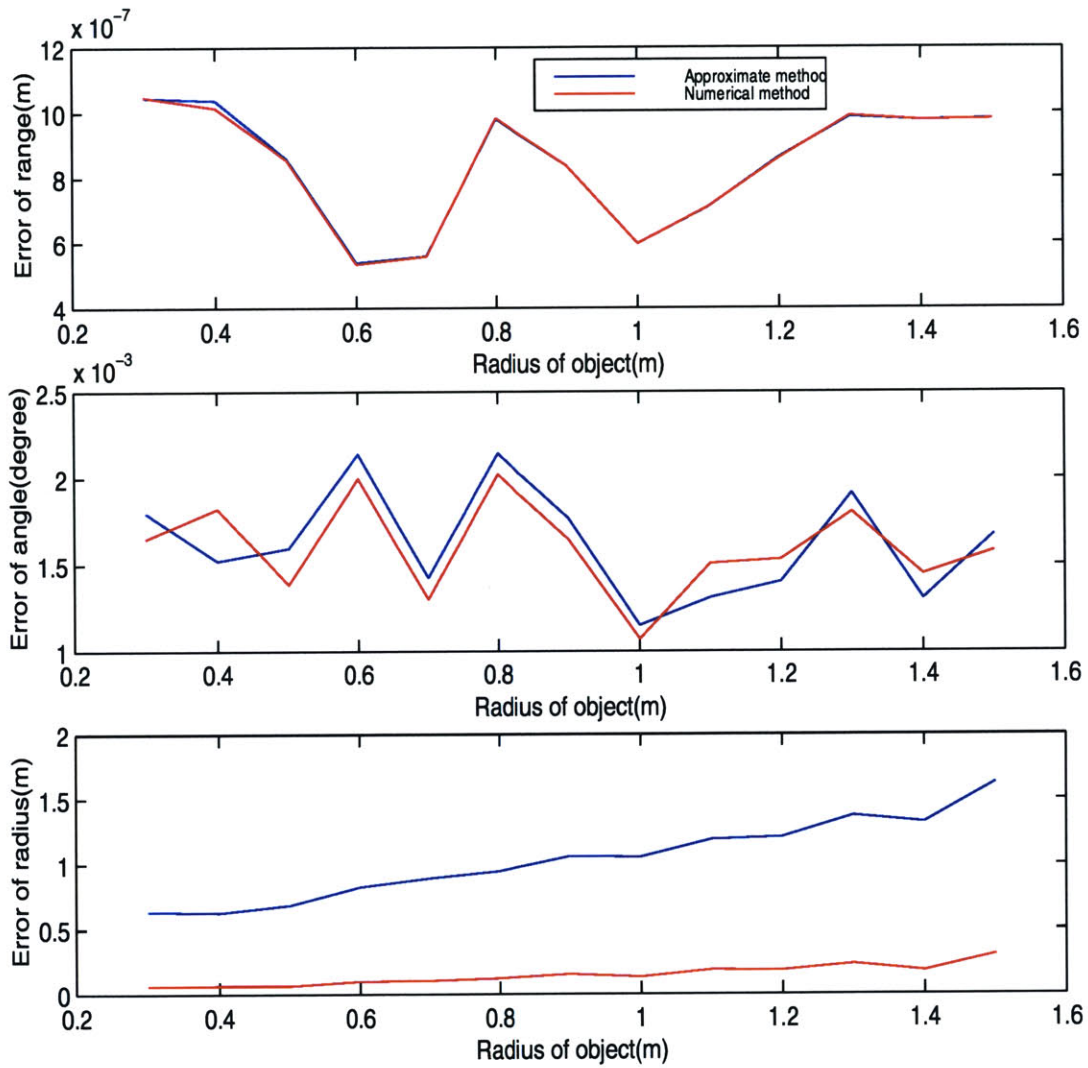 x 10^-7
12
10
8
6
4
Error of range(m)
Approximate method
Numerical method
0.2 0.4 0.6 0.8 1 1.2 1.4 1.6
Radius of object(m)
x 10^-3
2.5
2
1.5
1
Error of angle(degree)
0.2 0.4 0.6 0.8 1 1.2 1.4 1.6
Radius of object(m)
2
1.5
1
0.5
0
Error of radius(m)
0.2 0.4 0.6 0.8 1 1.2 1.4 1.6
Radius of object(m)